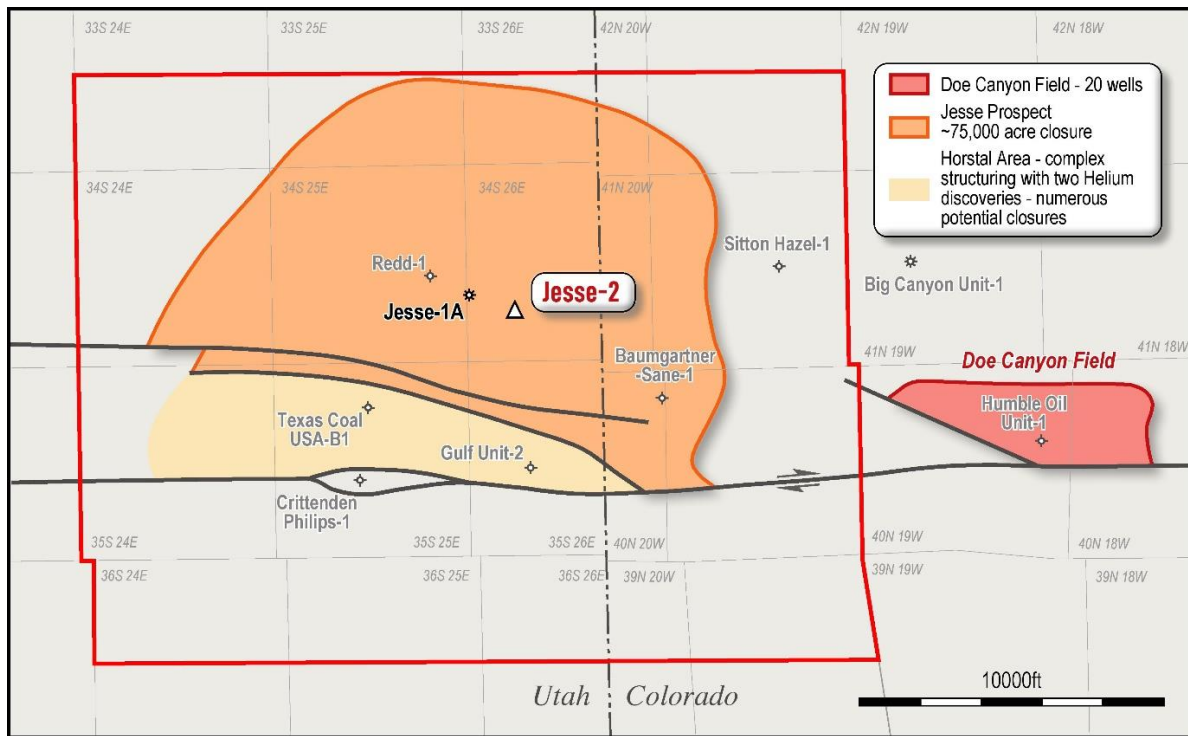 33S 24E
33S 25E
33S 26E
42N 20W
42N 19W
42N 18W
Doe Canyon Field - 20 wells
Jesse Prospect
~75,000 acre closure
Horstal Area - complex
structuring with two Helium
discoveries - numerous
potential closures
34S 24E
34S 25E
34S 26E
41N 20W
Sitton Hazel-1
Redd-1
Big Canyon Unit-1
Jesse-2
Jesse-1A
41N 19W
41N 18W
Baumgartner
-Sane-1
Doe Canyon Field
Humble Oil
Unit-1
Texas Coal
USA-B1
Gulf Unit-2
Crittenden
Philips-1
35S 24E
35S 25E
35S 26E
40N 20W
40N 19W
40N 18W
36S 24E
36S 25E
36S 26E
39N 20W
39N 19W
39N 18W
Utah
Colorado
10000ft